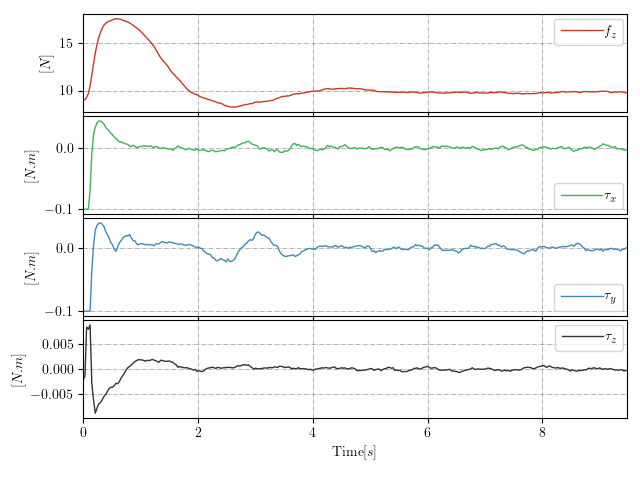 15
10
[N]
f_z
0.0
−0.1
[N.m]
τ_x
0.0
−0.1
[N.m]
τ_y
0.005
0.000
−0.005
[N.m]
τ_z
0 2 4 6 8
Time[s]